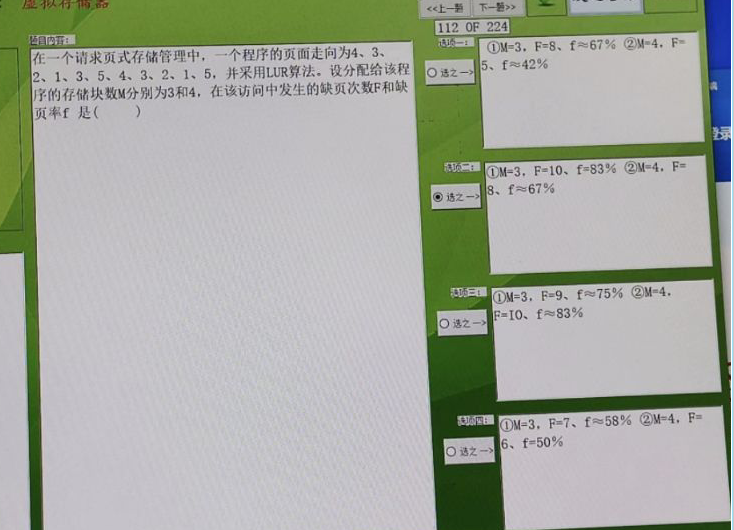 虚拟存储器
<<上一题 下一题>>
112 OF 224
题目内容:
在一个请求页式存储管理中，一个程序的页面走向为4、3、
2、1、3、5、4、3、2、1、5，并采用LUR算法。设分配给该程
序的存储块数M分别为3和4，在该访问中发生的缺页次数F和缺
页率f 是( )
选项一:
选之-->
①M=3，F=8、f≈67% ②M=4，F=
5、f≈42%
选项二:
选之-->
①M=3，F=10、f=83% ②M=4，F=
8、f≈67%
选项三:
选之-->
①M=3，F=9、f≈75% ②M=4，
F=IO、f≈83%
选项四:
选之-->
①M=3，F=7、f≈58% ②M=4，F=
6、f=50%
登录